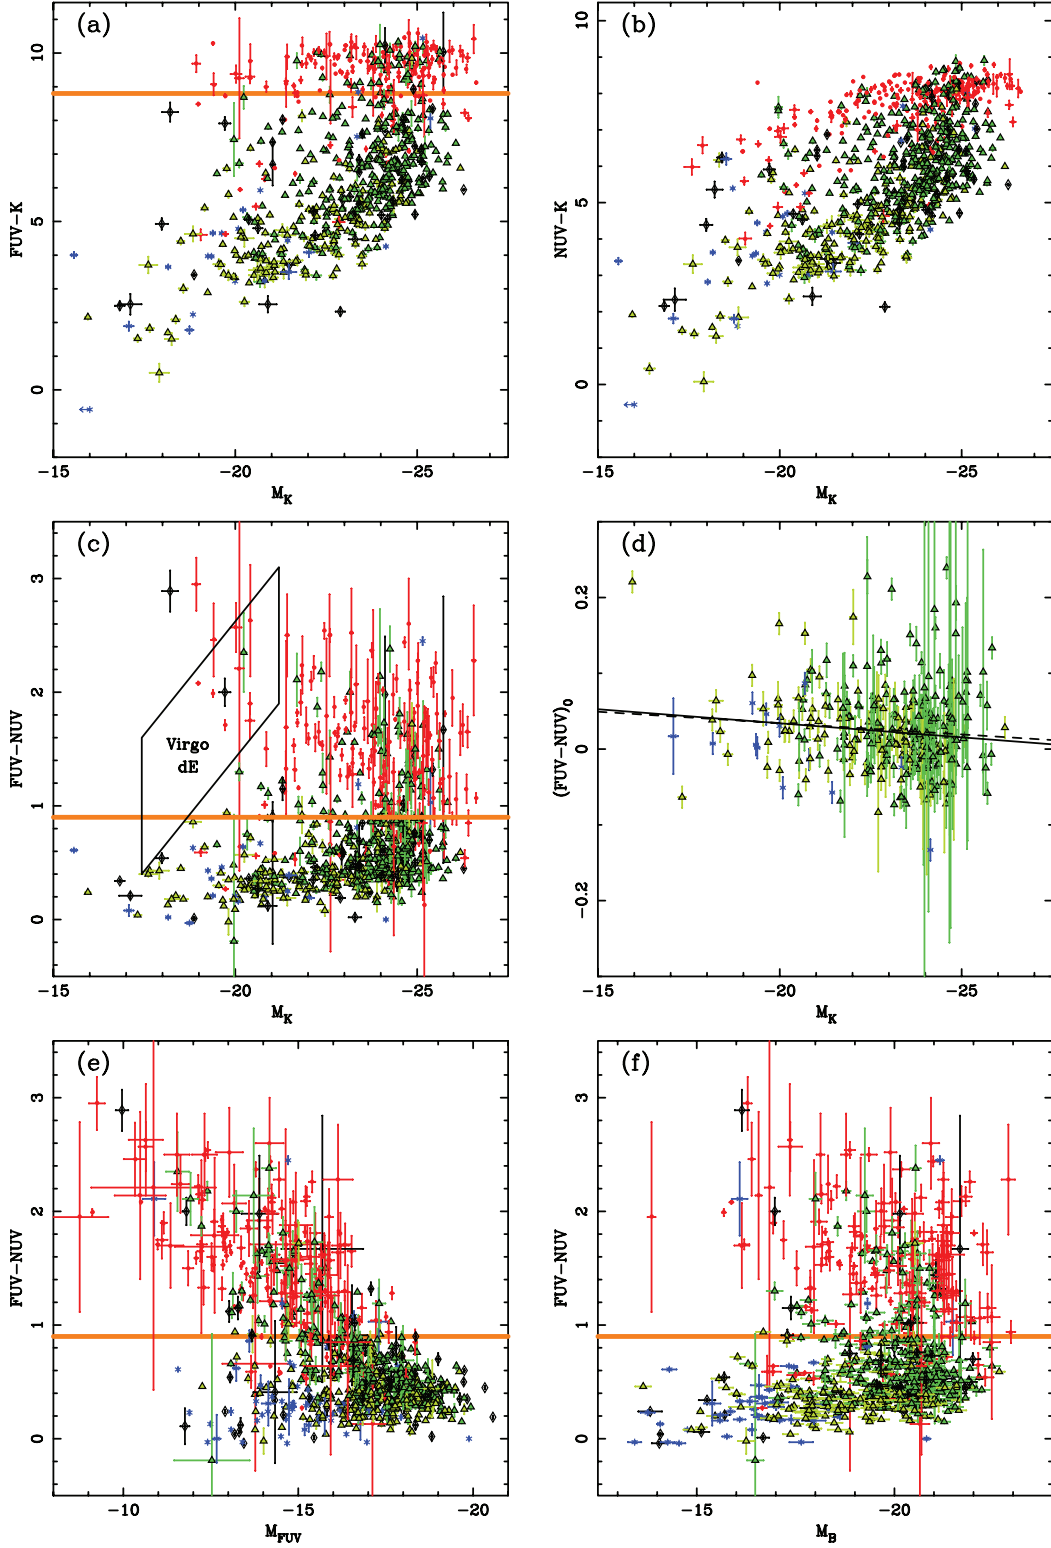 (a)
10
5
0
FUV-K
-15
-20
-25
M_K
(b)
10
5
0
NUV-K
-15
-20
-25
M_K
(c)
3
2
1
0
FUV-NUV
Virgo
dE
-15
-20
-25
M_K
(d)
0.2
0
-0.2
(FUV-NUV)_0
-15
-20
-25
M_K
(e)
3
2
1
0
FUV-NUV
-10
-15
-20
M_FUV
(f)
3
2
1
0
FUV-NUV
-15
-20
M_B